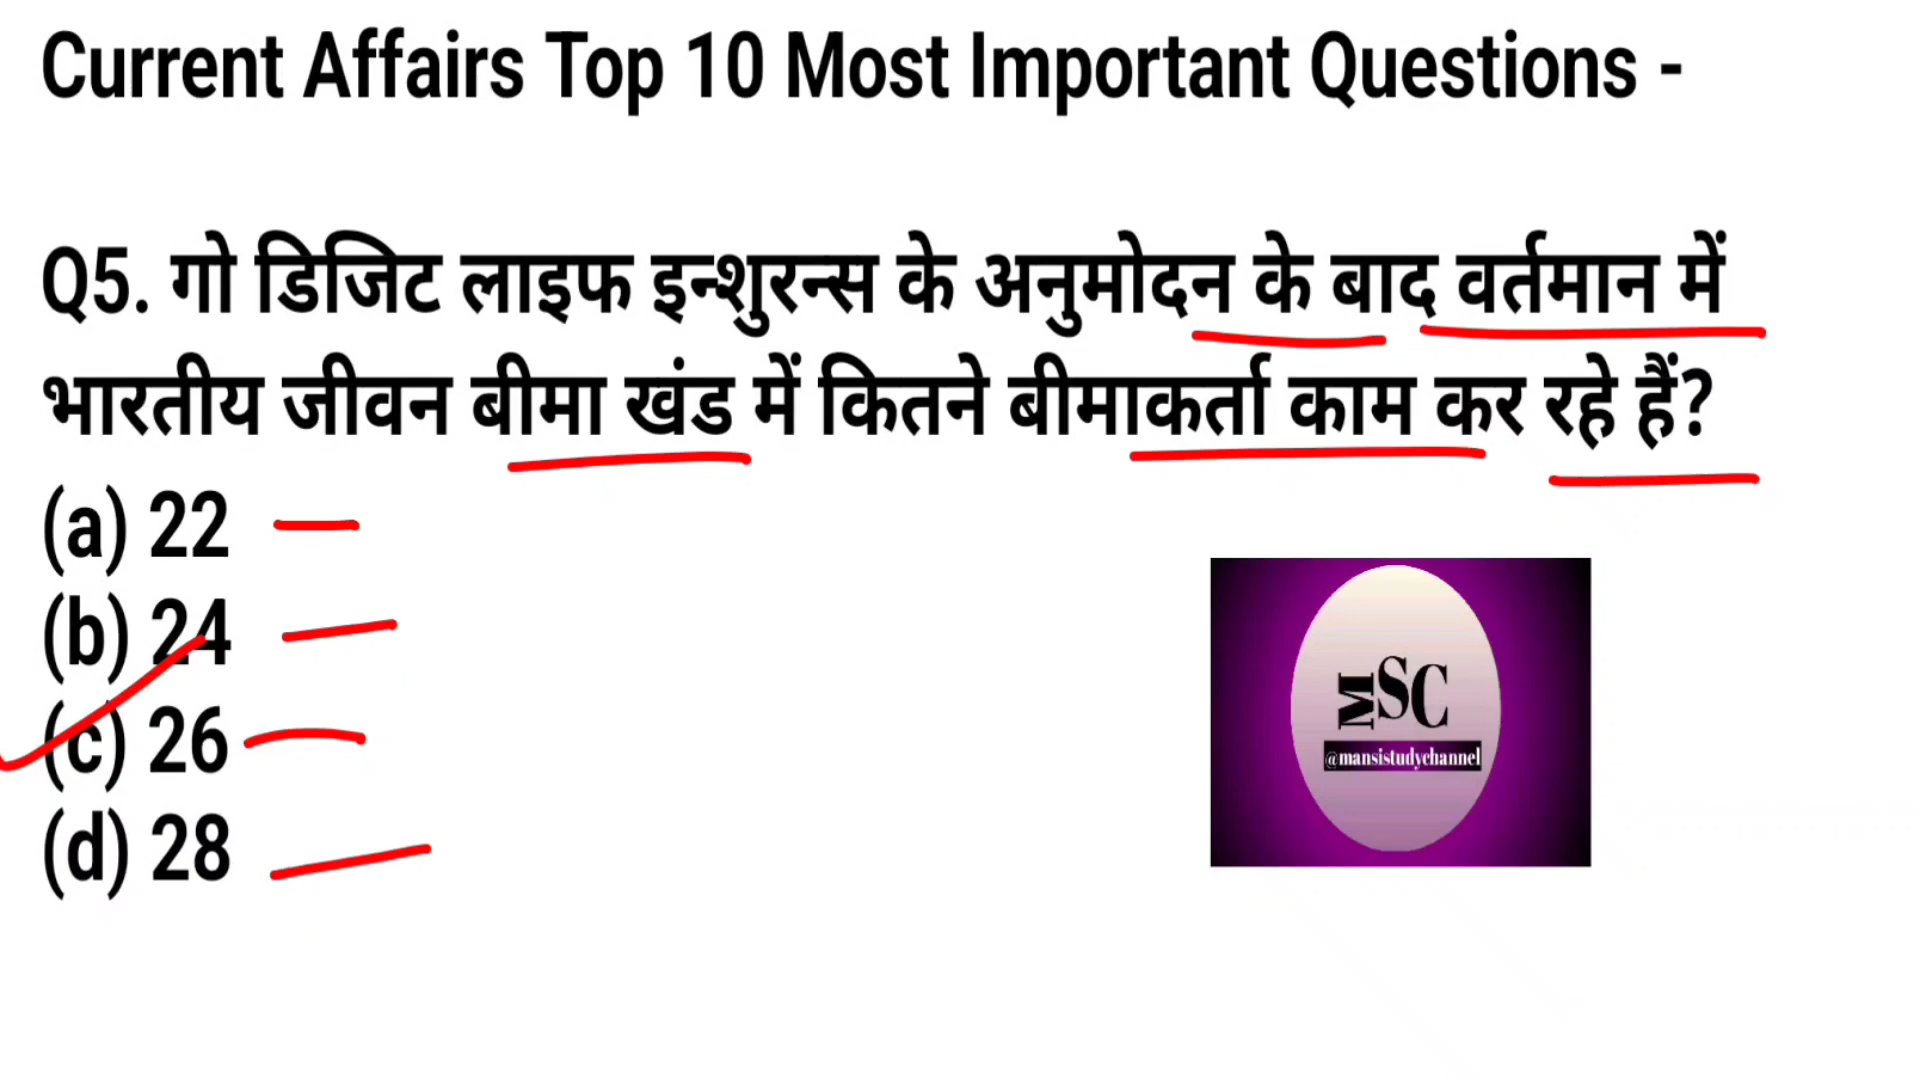 Current Affairs Top 10 Most Important Questions -
Q5. गो डिजिट लाइफ इन्शुरन्स के अनुमोदन के बाद वर्तमान में
भारतीय जीवन बीमा खंड में कितने बीमाकर्ता काम कर रहे हैं?
(a) 22
(b) 24
(c) 26
(d) 28
MSC
@mansistudychannel